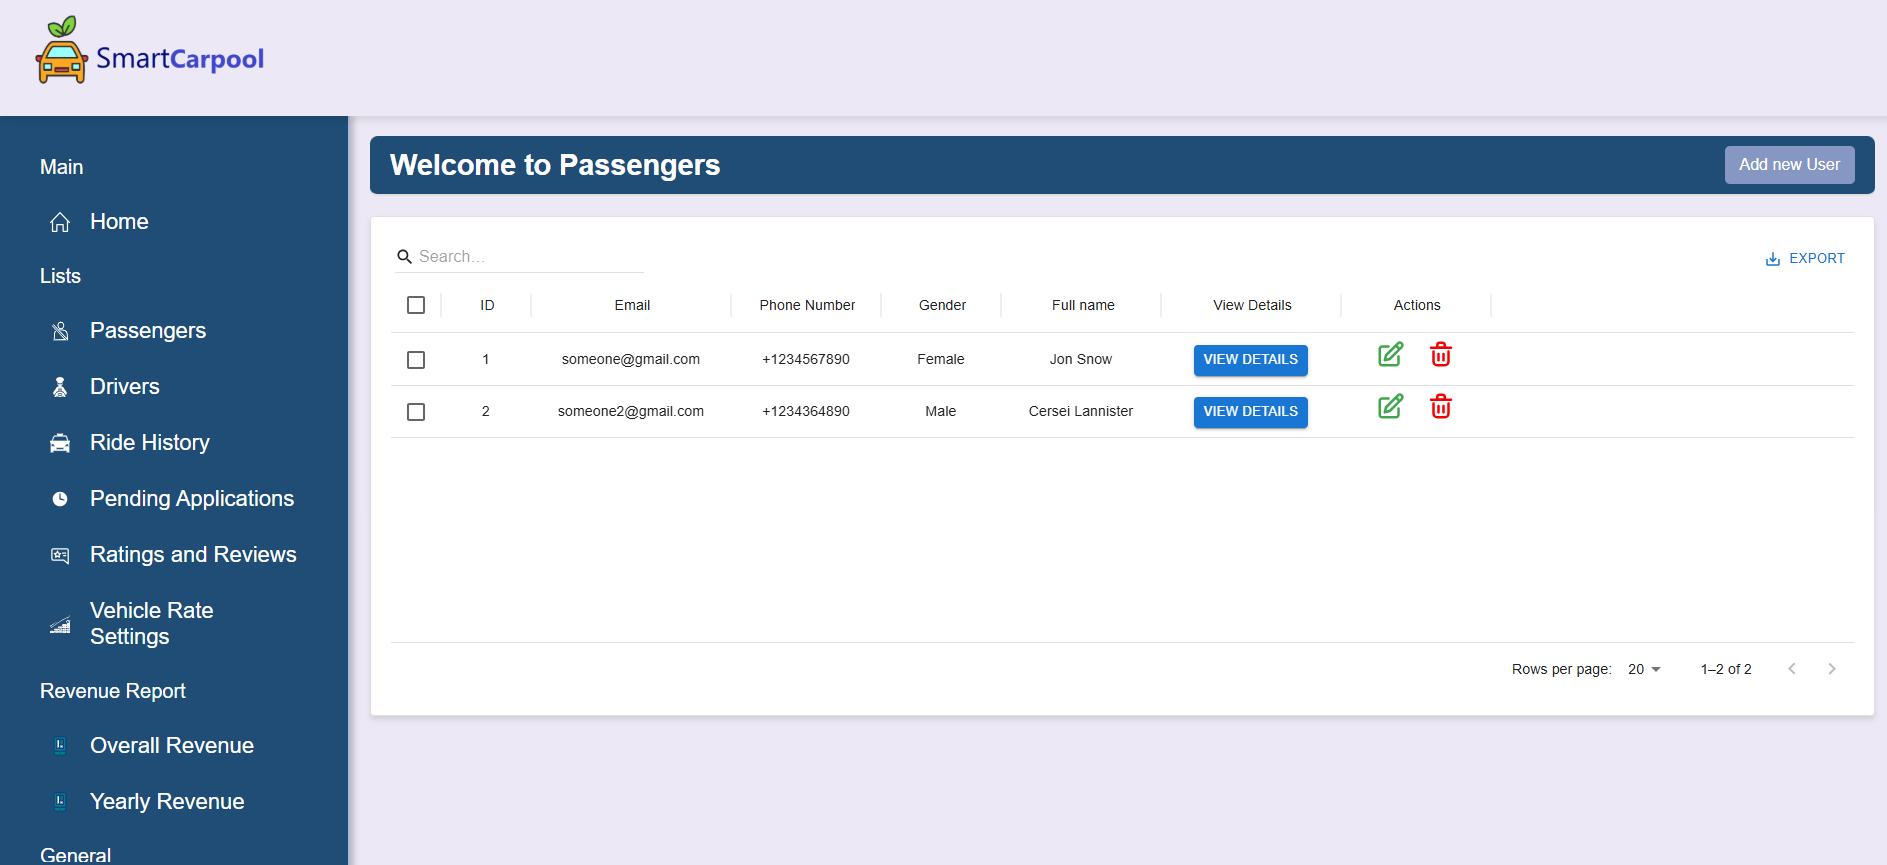 SmartCarpool
Main
Home
Lists
Passengers
Drivers
Ride History
Pending Applications
Ratings and Reviews
Vehicle Rate
Settings
Revenue Report
Overall Revenue
Yearly Revenue
General
Welcome to Passengers
Add new User
Search…
EXPORT
ID Email Phone Number Gender Full name View Details Actions
1 someone@gmail.com +1234567890 Female Jon Snow VIEW DETAILS
2 someone2@gmail.com +1234364890 Male Cersei Lannister VIEW DETAILS
Rows per page: 20 1–2 of 2